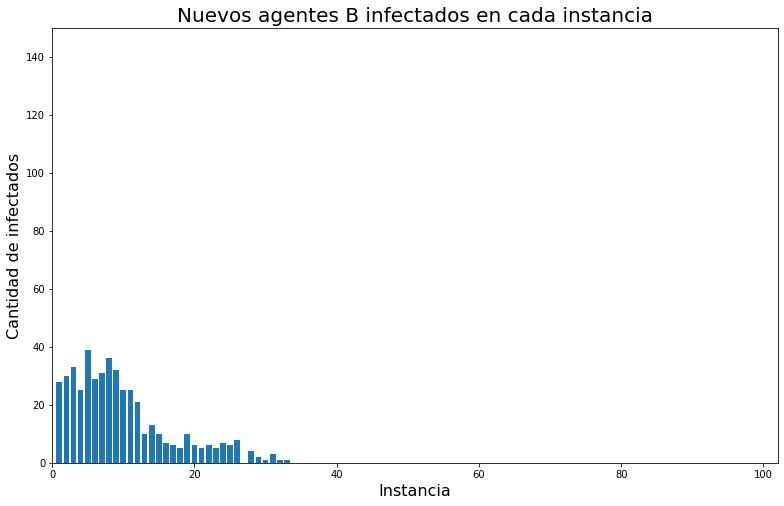 Nuevos agentes B infectados en cada instancia
Cantidad de infectados
140
120
100
80
60
40
20
0
0 20 40 60 80 100
Instancia